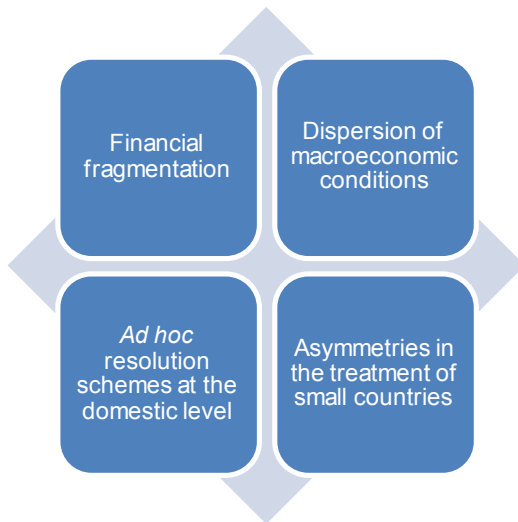 Financial
fragmentation
Dispersion of
macroeconomic
conditions
Ad hoc
resolution
schemes at the
domestic level
Asymmetries in
the treatment of
small countries